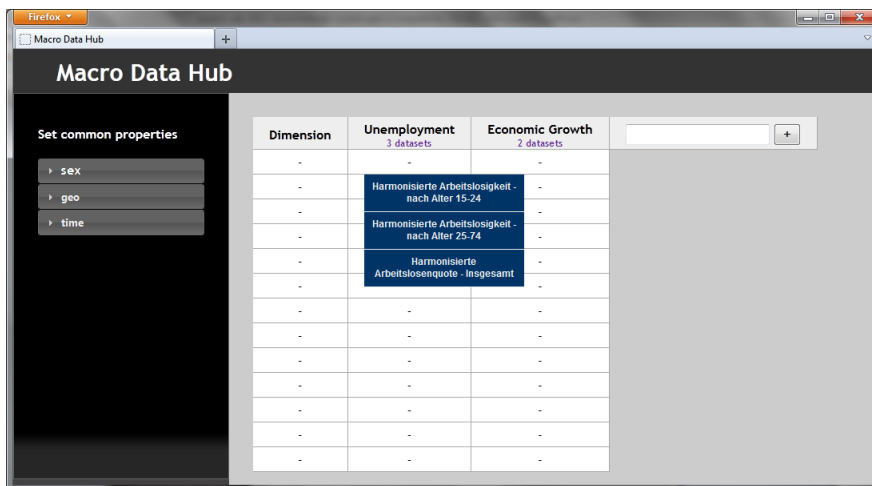 Firefox
Macro Data Hub
+
Macro Data Hub
Set common properties
sex
geo
time
Dimension
Unemployment
3 datasets
Economic Growth
2 datasets
+
- - -
- Harmonisierte Arbeitslosigkeit - -
nach Alter 15-24
-
- Harmonisierte Arbeitslosigkeit - -
nach Alter 25-74
- Harmonisierte -
Arbeitslosenquote - Insgesamt
- -
- - -
- - -
- - -
- - -
- - -
- - -
- - -